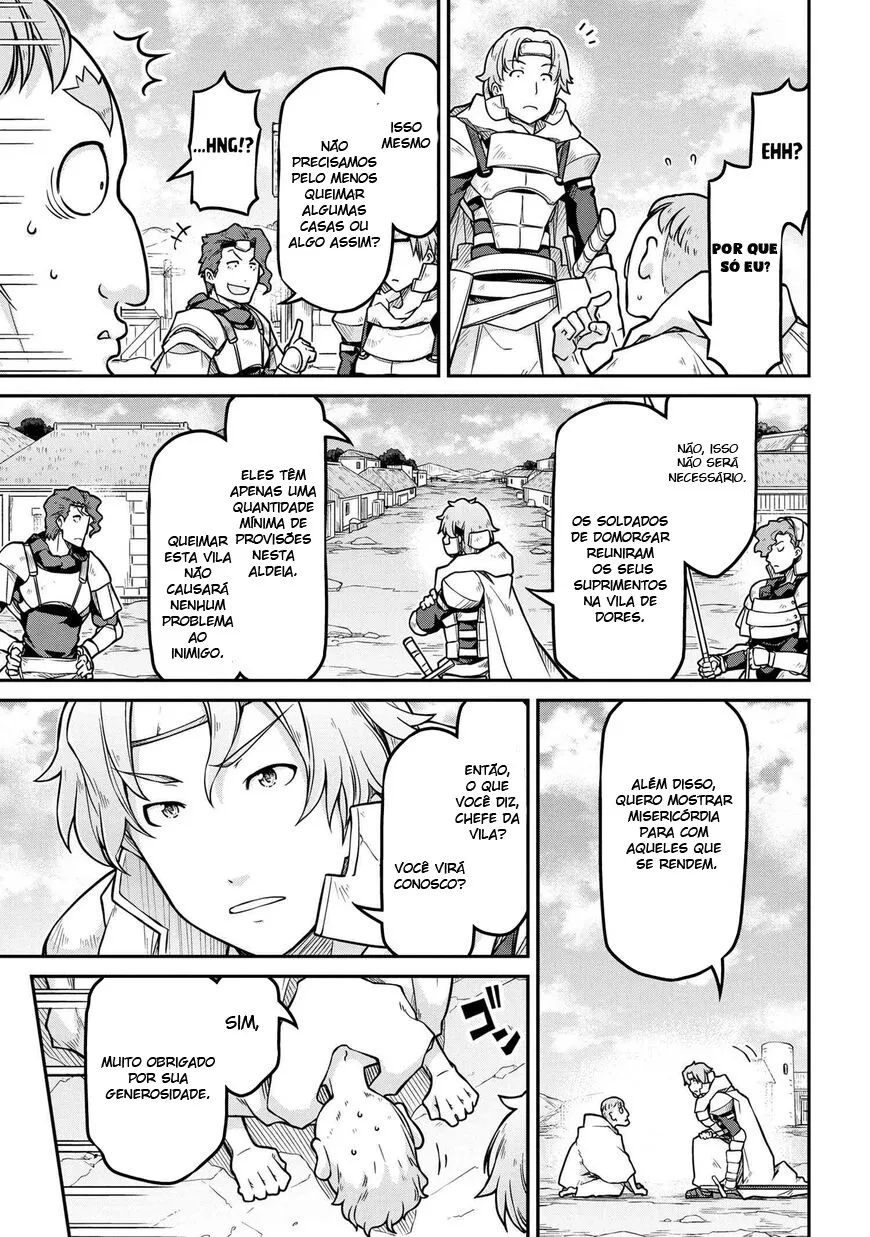 EHH?
POR QUE
SÓ EU?
ISSO
MESMO
NÃO
PRECISAMOS
PELO MENOS
QUEIMAR
ALGUMAS
CASAS OU
ALGO ASSIM?
...HNG!?
NÃO, ISSO
NÃO SERÁ
NECESSÁRIO.
OS SOLDADOS
DE DOMORGAR
REUNIRAM
OS SEUS
SUPRIMENTOS
NA VILA DE
DORES.
ELES TÊM
APENAS UMA
QUANTIDADE
MÍNIMA DE
PROVISÕES
NESTA
ALDEIA.
QUEIMAR
ESTA VILA
NÃO
CAUSARÁ
NENHUM
PROBLEMA
AO
INIMIGO.
ALÉM DISSO,
QUERO MOSTRAR
MISERICÓRDIA
PARA COM
AQUELES QUE
SE RENDEM.
ENTÃO,
O QUE
VOCÊ DIZ,
CHEFE DA
VILA?
VOCÊ VIRÁ
CONOSCO?
ゴン
SIM,
MUITO OBRIGADO
POR SUA
GENEROSIDADE.